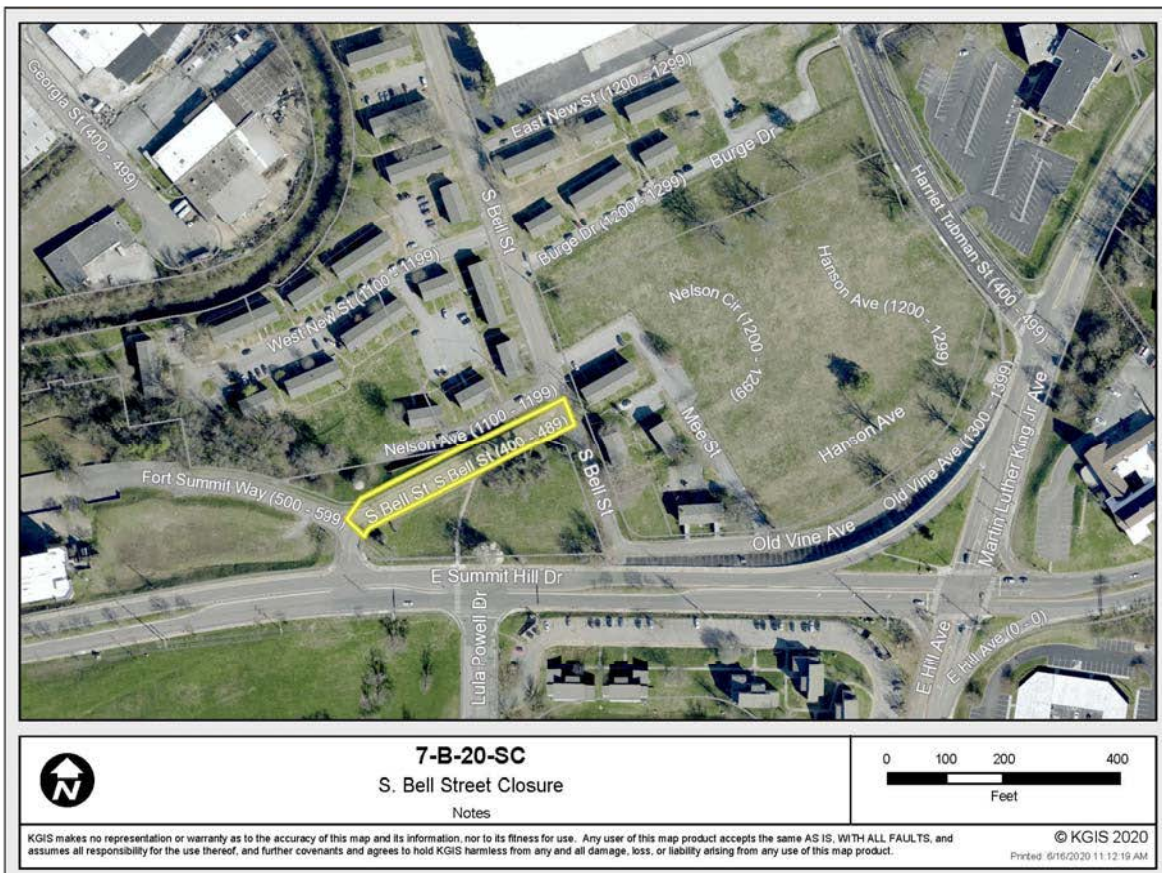 Georgia St (400 - 499)
East New St (1200 - 1299)
S Bell St
Burge Dr
Burge Dr (1200 - 1299)
Harriet Tubman St (400 - 499)
Hanson Ave (1200 - 1299)
Nelson Cir (1200 - 1299)
West New St (1100 - 1199)
Nelson Ave (1100 - 1199)
S Bell St
S Bell St (400 - 489)
Mee St
Hanson Ave
Old Vine Ave (1300 - 1399)
Martin Luther King Jr Ave
Fort Summit Way (500 - 599
S Bell St
Old Vine Ave
E Summit Hill Dr
Lula Powell Dr
E Hill Ave
E Hill Ave (0 - 0)
N
7-B-20-SC
S. Bell Street Closure
Notes
0 100 200 400
Feet
KGIS makes no representation or warranty as to the accuracy of this map and its information, nor to its fitness for use. Any user of this map product accepts the same AS IS, WITH ALL FAULTS, and
assumes all responsibility for the use thereof, and further covenants and agrees to hold KGIS harmless from any and all damage, loss, or liability arising from any use of this map product.
© KGIS 2020
Printed: 6/16/2020 11:12:19 AM